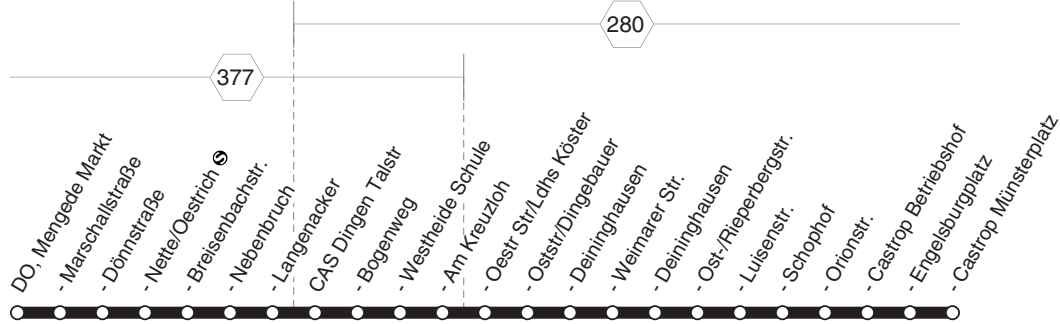 280
377
DO, Mengede Markt
- Marschallstraße
- Dönnstraße
- Nette/Oestrich S
- Breisenbachstr.
- Nebenbruch
- Langenacker
CAS Dingen Talstr
- Bogenweg
- Westheide Schule
- Am Kreuzloh
- Oestr Str/Ldhs Köster
- Oststr/Dingebauer
- Deininghausen
- Weimarer Str.
- Deininghausen
- Ost-/Rieperbergstr.
- Luisenstr.
- Schophof
- Orionstr.
- Castrop Betriebshof
- Engelsburgplatz
- Castrop Münsterplatz